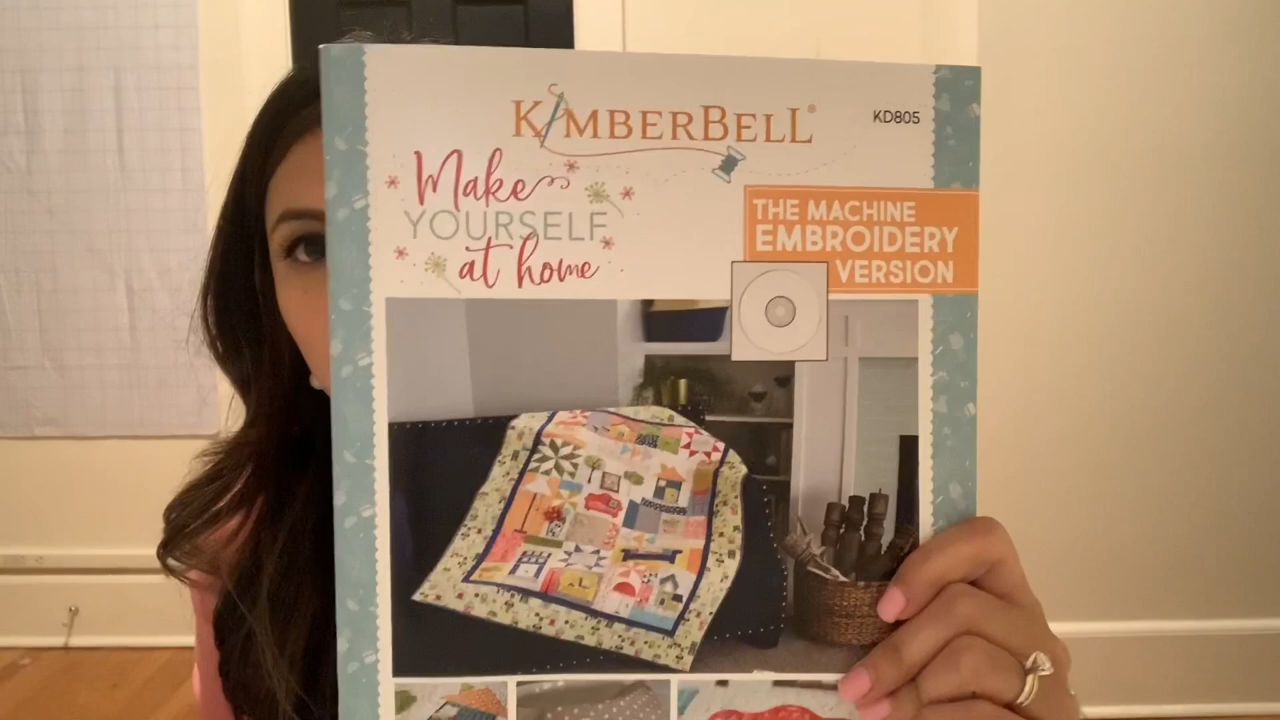 KIMBERBELL®
KD805
Make
YOURSELF
at home
THE MACHINE
EMBROIDERY
VERSION